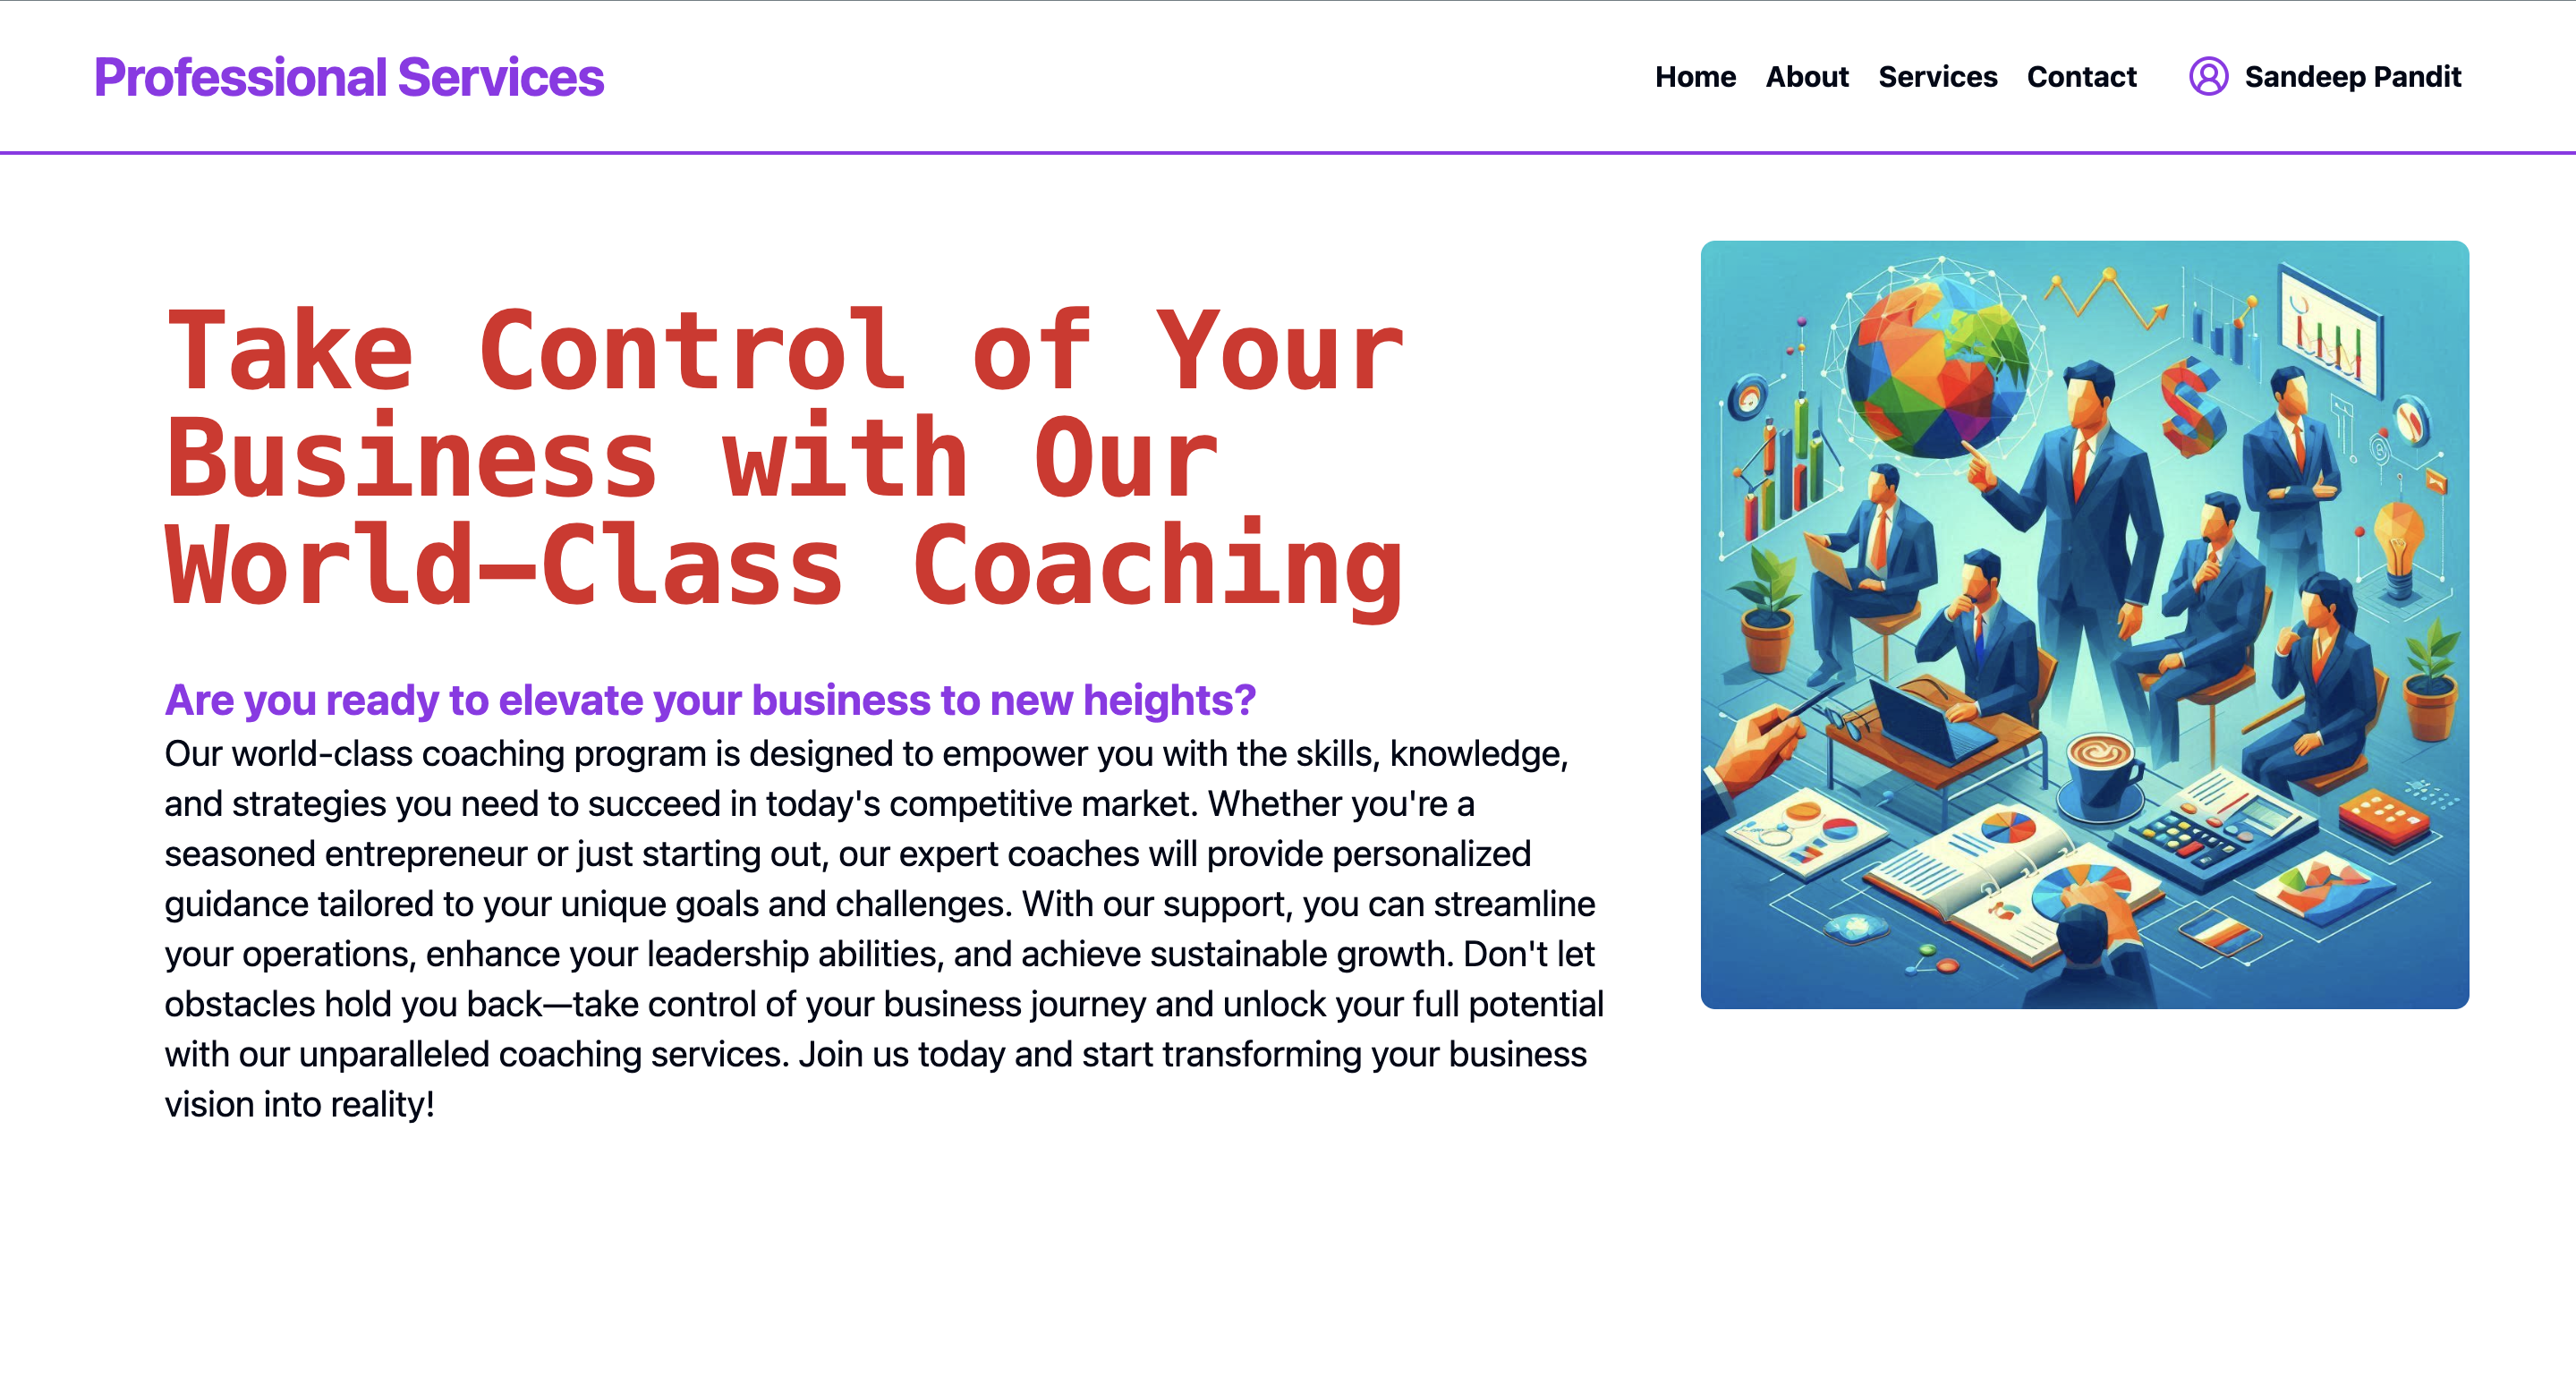 Professional Services
Home About Services Contact Sandeep Pandit
Take Control of Your
Business with Our
World-Class Coaching
Are you ready to elevate your business to new heights?
Our world-class coaching program is designed to empower you with the skills, knowledge,
and strategies you need to succeed in today's competitive market. Whether you're a
seasoned entrepreneur or just starting out, our expert coaches will provide personalized
guidance tailored to your unique goals and challenges. With our support, you can streamline
your operations, enhance your leadership abilities, and achieve sustainable growth. Don't let
obstacles hold you back—take control of your business journey and unlock your full potential
with our unparalleled coaching services. Join us today and start transforming your business
vision into reality!